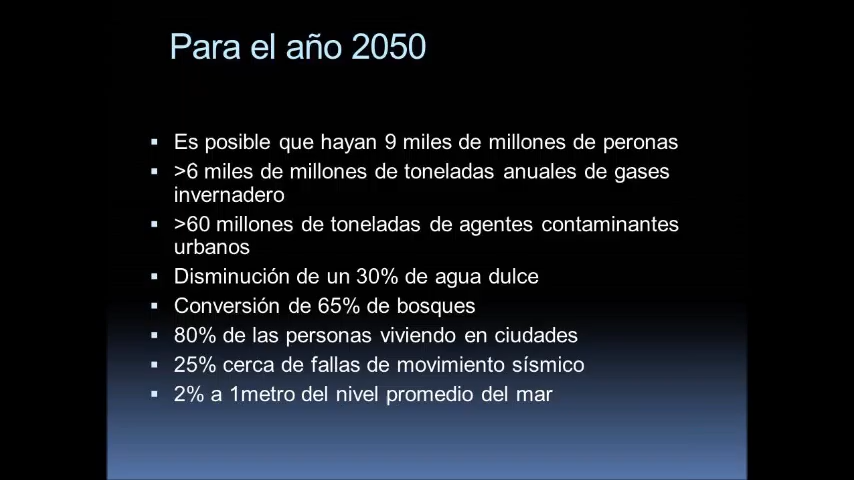 Para el año 2050
▪ Es posible que hayan 9 miles de millones de peronas
▪ >6 miles de millones de toneladas anuales de gases
invernadero
▪ >60 millones de toneladas de agentes contaminantes
urbanos
▪ Disminución de un 30% de agua dulce
▪ Conversión de 65% de bosques
▪ 80% de las personas viviendo en ciudades
▪ 25% cerca de fallas de movimiento sísmico
▪ 2% a 1metro del nivel promedio del mar